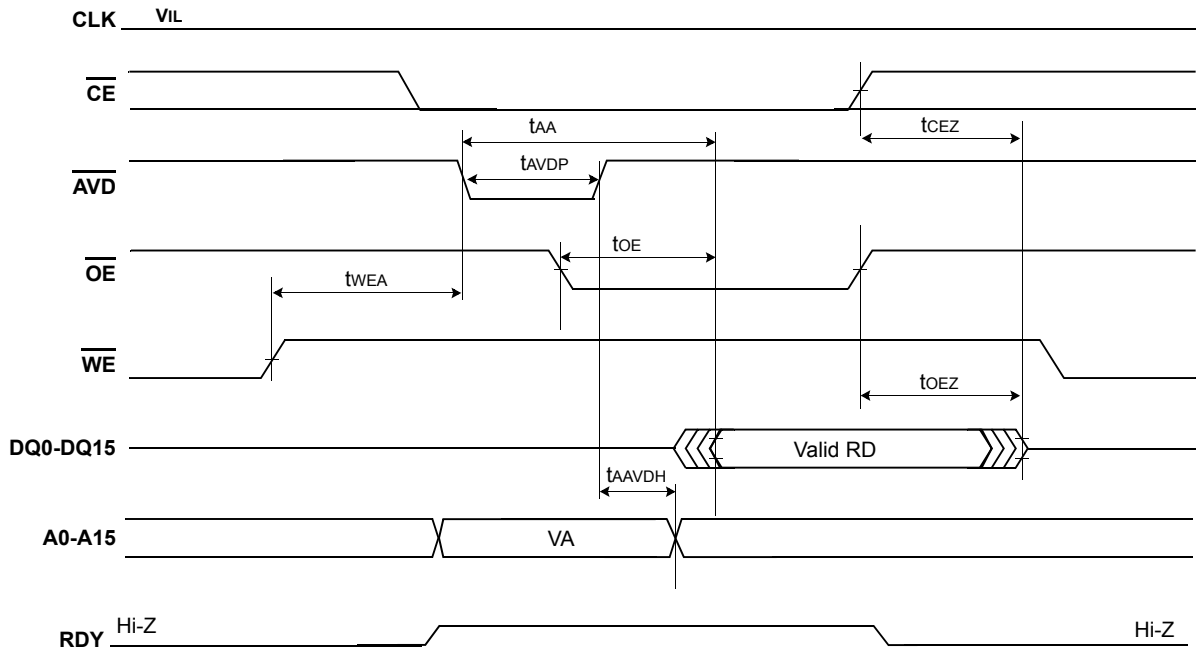 CLK VIL
CE
tAA
tCEZ
AVD
tAVDP
OE
tOE
tWEA
WE
tOEZ
DQ0-DQ15
Valid RD
tAAVDH
A0-A15
VA
RDY Hi-Z
Hi-Z